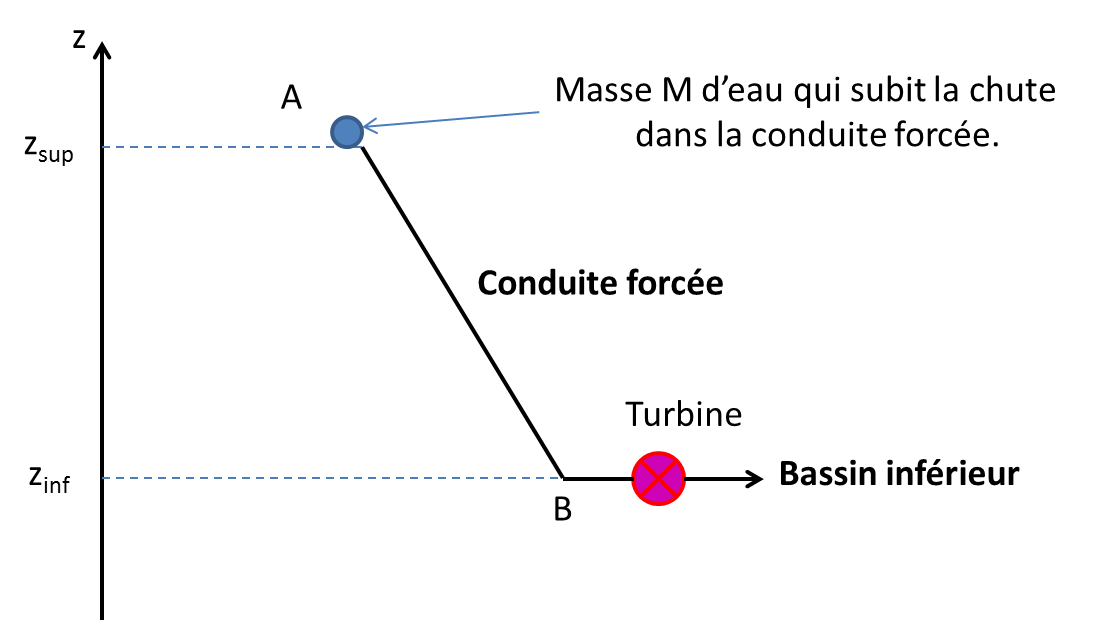 z
A
Masse M d’eau qui subit la chute
dans la conduite forcée.
zsup
Conduite forcée
Turbine
zinf
Bassin inférieur
B